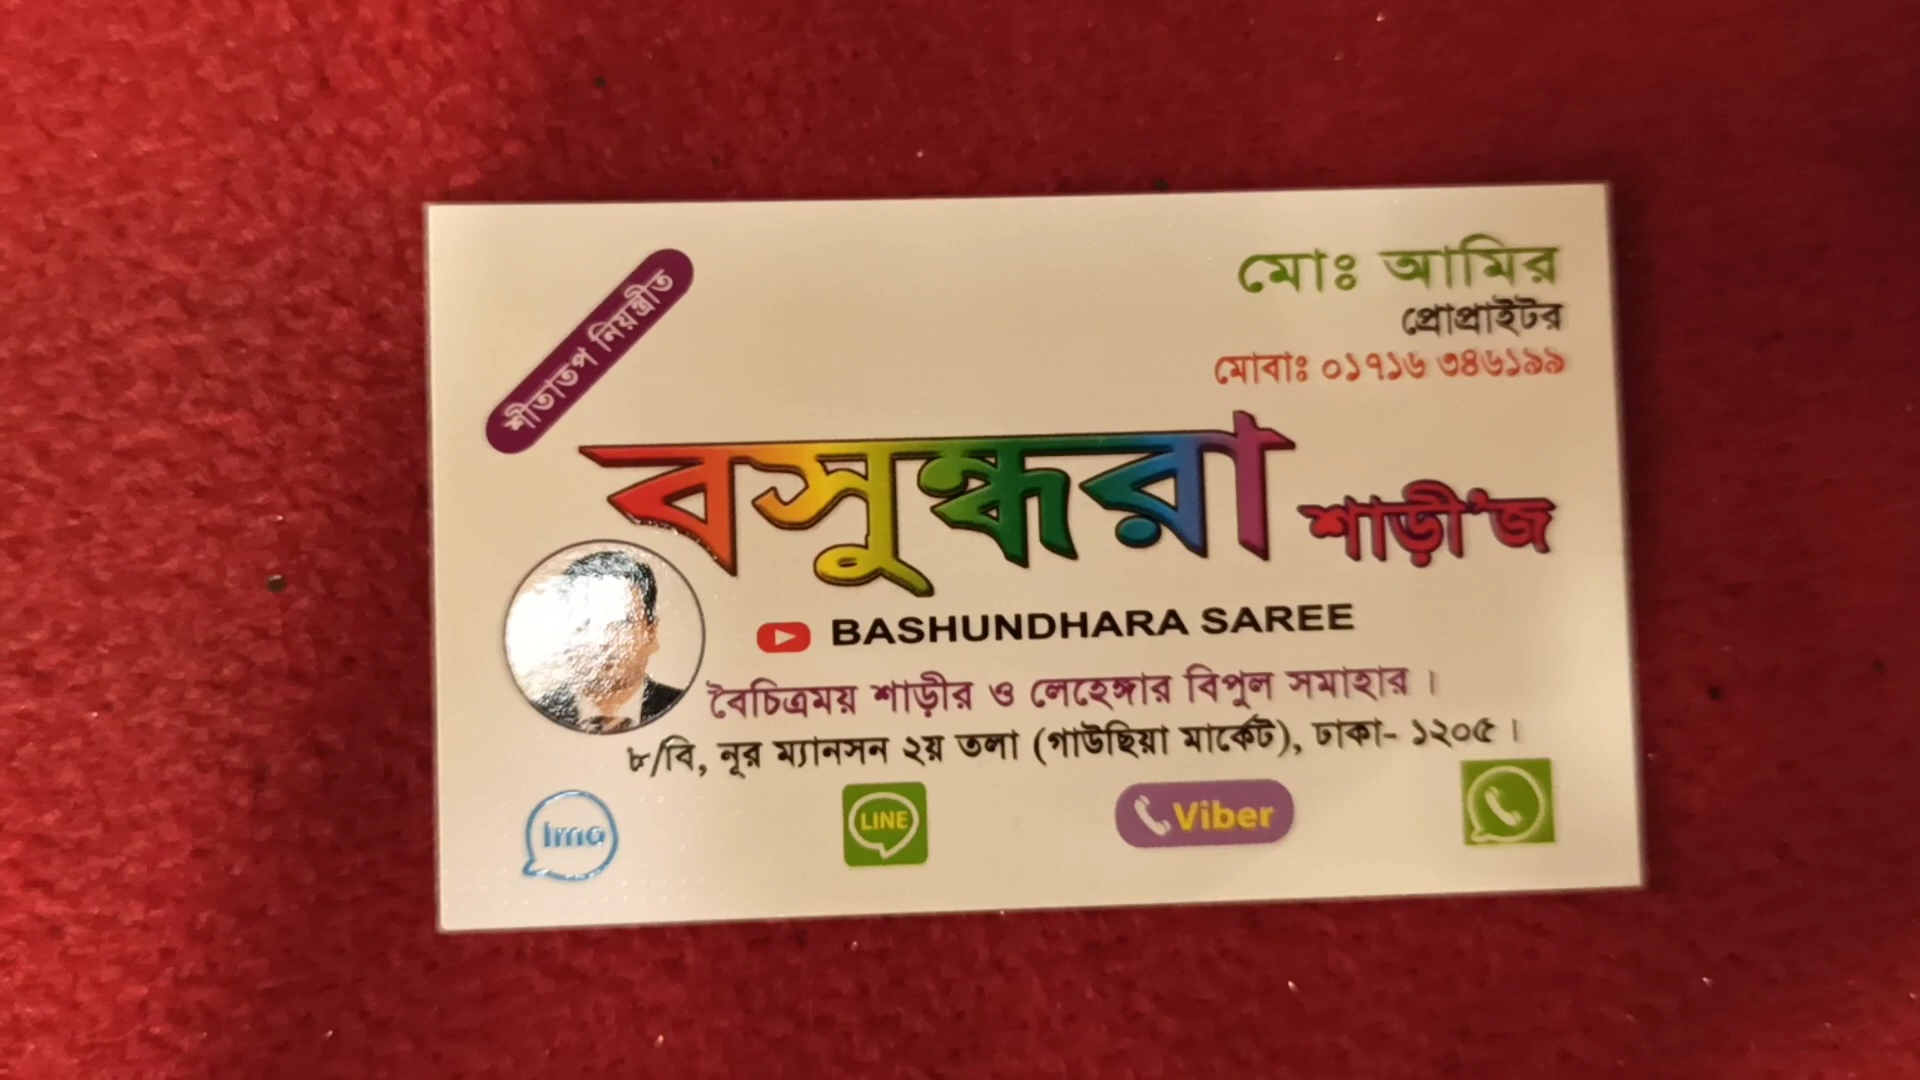 শীতাতপ নিয়ন্ত্রীত
মোঃ আমির
প্রোপ্রাইটর
মোবাঃ ০১৭১৬ ৩৪৬১৯৯
বসুন্ধরা শাড়ী'জ
BASHUNDHARA SAREE
বৈচিত্রময় শাড়ীর ও লেহেঙ্গার বিপুল সমাহার ।
৮/বি, নূর ম্যানসন ২য় তলা (গাউছিয়া মার্কেট), ঢাকা- ১২০৫ ।
imo
LINE
Viber